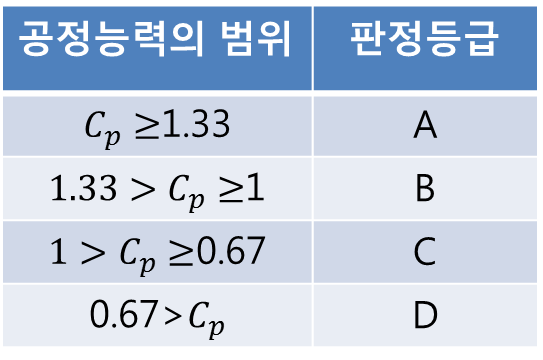 공정능력의 범위 판정등급
C_p ≥1.33 A
1.33 > C_p ≥1 B
1 > C_p ≥0.67 C
0.67>C_p D